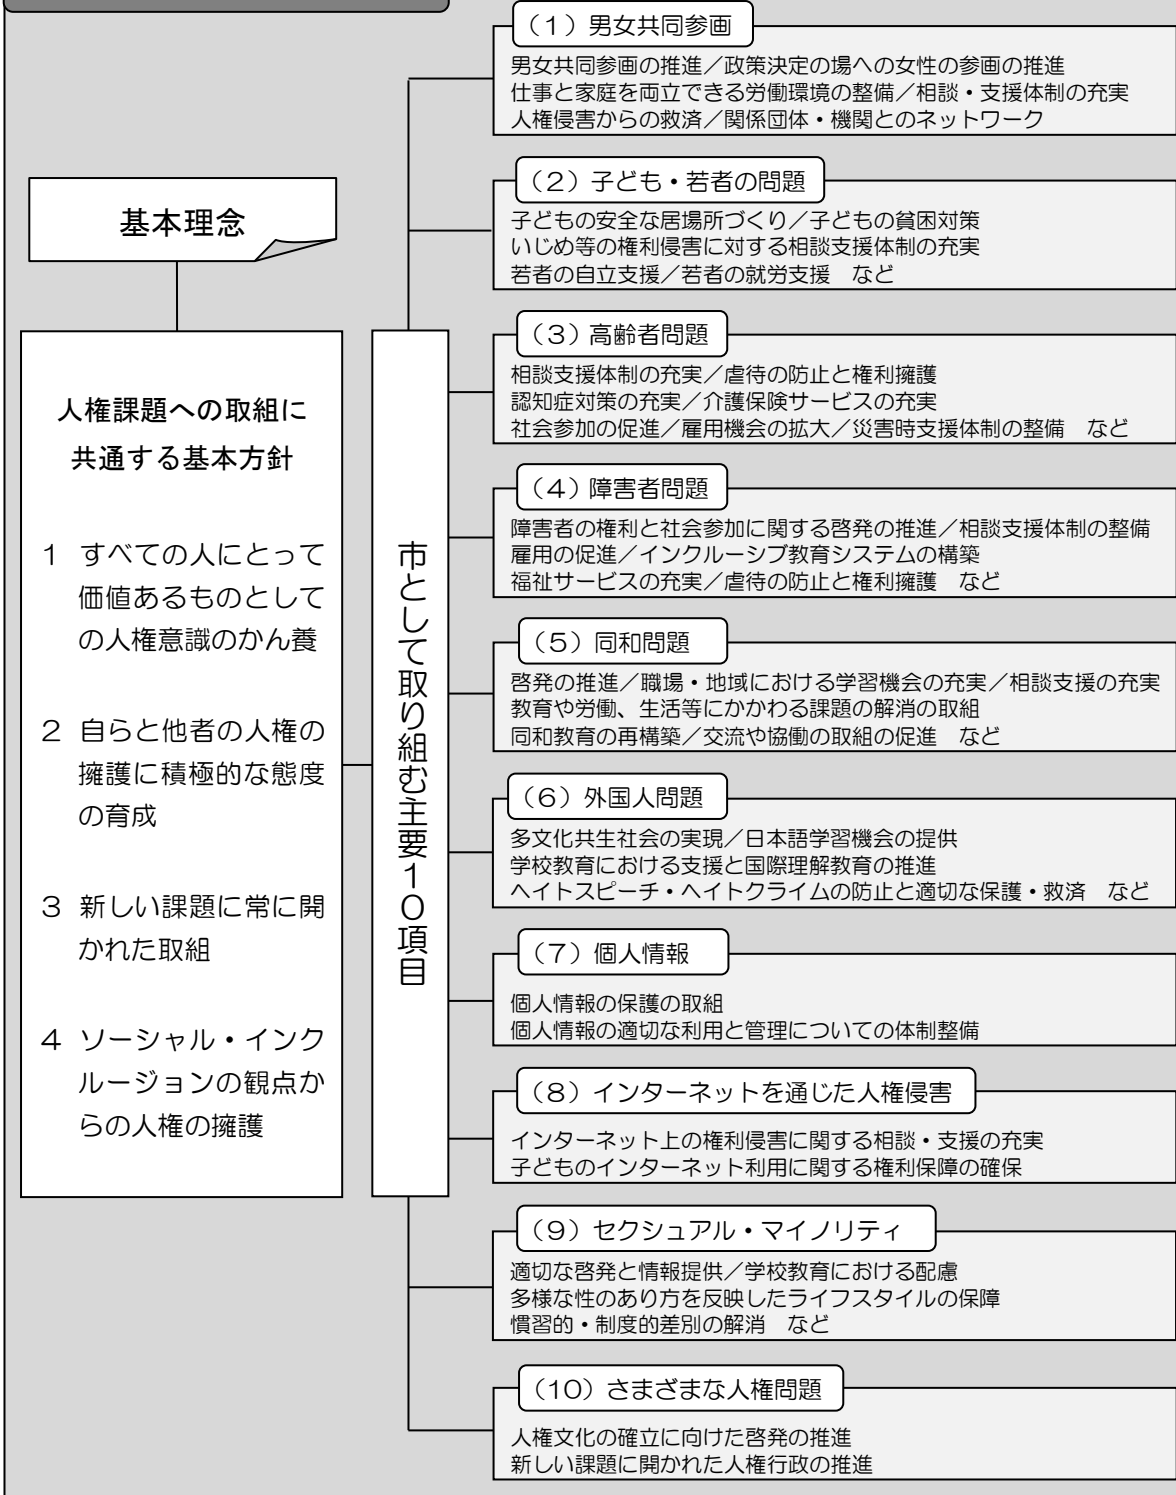 基本理念
人権課題への取組に
共通する基本方針
1 すべての人にとって
価値あるものとして
の人権意識のかん養
2 自らと他者の人権の
擁護に積極的な態度
の育成
3 新しい課題に常に開
かれた取組
4 ソーシャル・インク
ルージョンの観点か
らの人権の擁護
市として取り組む主要10項目
(1)男女共同参画
男女共同参画の推進/政策決定の場への女性の参画の推進
仕事と家庭を両立できる労働環境の整備/相談・支援体制の充実
人権侵害からの救済/関係団体・機関とのネットワーク
(2)子ども・若者の問題
子どもの安全な居場所づくり/子どもの貧困対策
いじめ等の権利侵害に対する相談支援体制の充実
若者の自立支援/若者の就労支援 など
(3)高齢者問題
相談支援体制の充実/虐待の防止と権利擁護
認知症対策の充実/介護保険サービスの充実
社会参加の促進/雇用機会の拡大/災害時支援体制の整備 など
(4)障害者問題
障害者の権利と社会参加に関する啓発の推進/相談支援体制の整備
雇用の促進/インクルーシブ教育システムの構築
福祉サービスの充実/虐待の防止と権利擁護 など
(5)同和問題
啓発の推進/職場・地域における学習機会の充実/相談支援の充実
教育や労働、生活等にかかわる課題の解消の取組
同和教育の再構築/交流や協働の取組の促進 など
(6)外国人問題
多文化共生社会の実現/日本語学習機会の提供
学校教育における支援と国際理解教育の推進
ヘイトスピーチ・ヘイトクライムの防止と適切な保護・救済 など
(7)個人情報
個人情報の保護の取組
個人情報の適切な利用と管理についての体制整備
(8)インターネットを通じた人権侵害
インターネット上の権利侵害に関する相談・支援の充実
子どものインターネット利用に関する権利保障の確保
(9)セクシュアル・マイノリティ
適切な啓発と情報提供/学校教育における配慮
多様な性のあり方を反映したライフスタイルの保障
慣習的・制度的差別の解消 など
(10)さまざまな人権問題
人権文化の確立に向けた啓発の推進
新しい課題に開かれた人権行政の推進